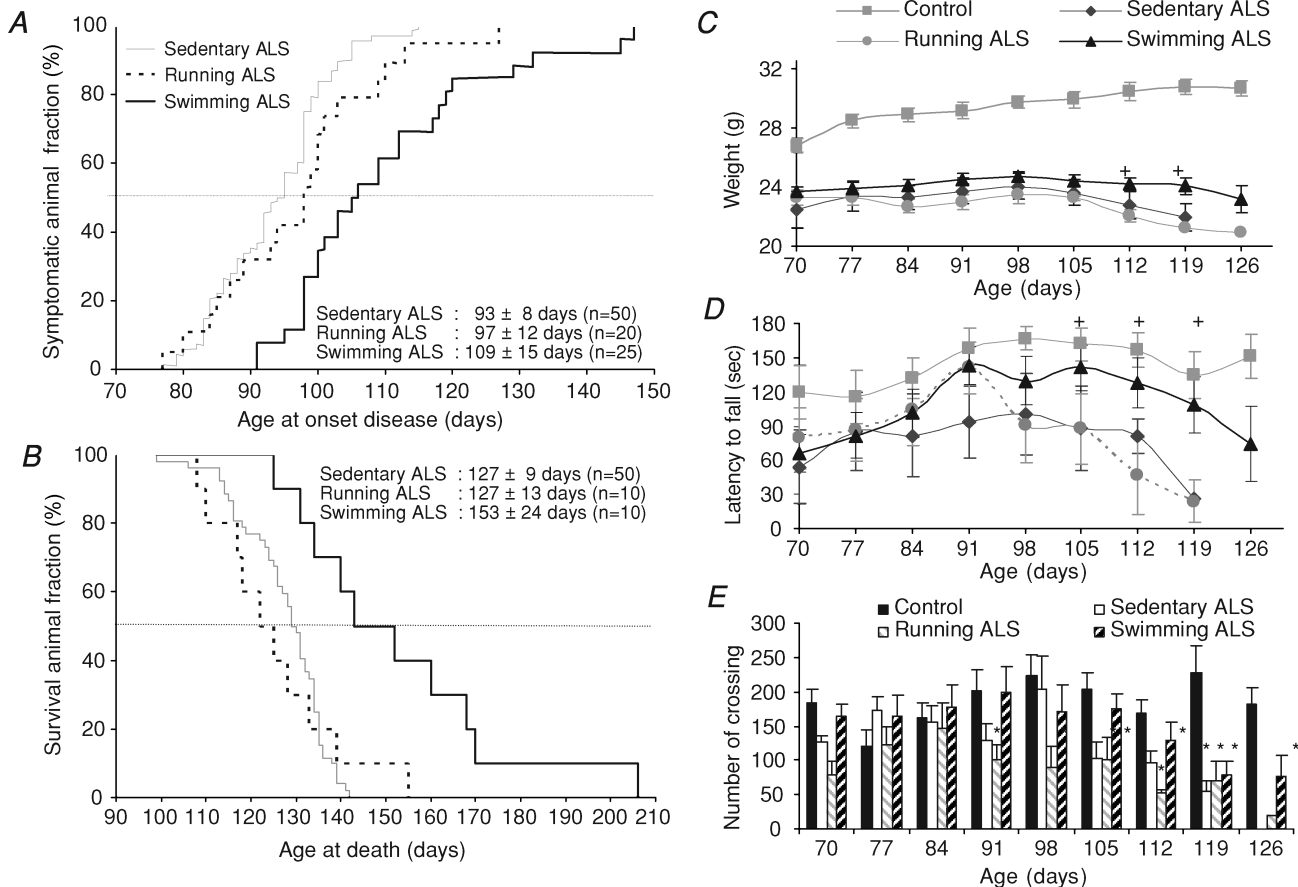 A
Symptomatic animal fraction (%)
100
80
60
40
20
0
Sedentary ALS
Running ALS
Swimming ALS
Sedentary ALS : 93 ± 8 days (n=50)
Running ALS : 97 ± 12 days (n=20)
Swimming ALS : 109 ± 15 days (n=25)
70 80 90 100 110 120 130 140 150
Age at onset disease (days)
B
Survival animal fraction (%)
100
80
60
40
20
0
Sedentary ALS : 127 ± 9 days (n=50)
Running ALS : 127 ± 13 days (n=10)
Swimming ALS : 153 ± 24 days (n=10)
90 100 110 120 130 140 150 160 170 180 190 200 210
Age at death (days)
C
Control Sedentary ALS
Running ALS Swimming ALS
Weight (g)
32
28
24
20
+ +
70 77 84 91 98 105 112 119 126
Age (days)
D
Latency to fall (sec)
180
150
120
90
60
30
0
+ + +
70 77 84 91 98 105 112 119 126
Age (days)
E
Control Sedentary ALS
Running ALS Swimming ALS
Number of crossing
300
250
200
150
100
50
0
* * * * * * * *
70 77 84 91 98 105 112 119 126
Age (days)